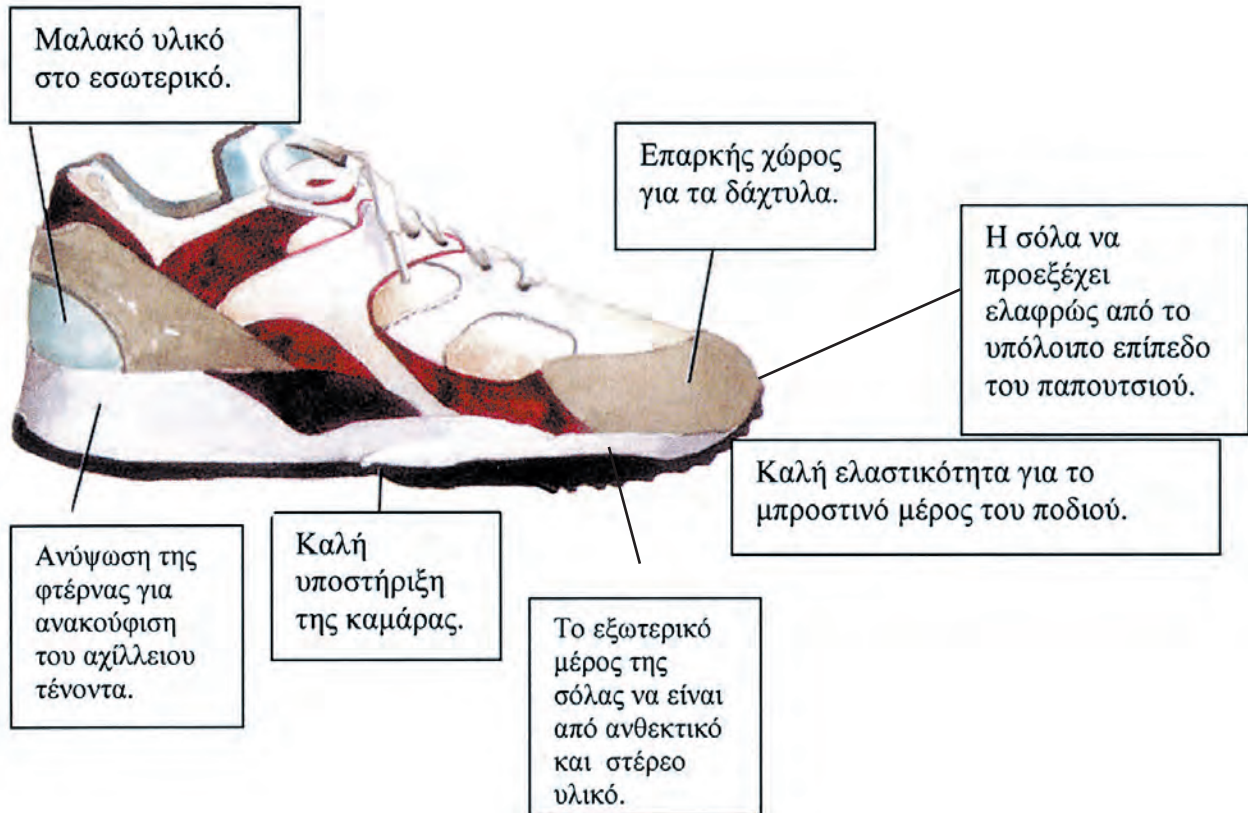 Μαλακό υλικό
στο εσωτερικό.
Επαρκής χώρος
για τα δάχτυλα.
Η σόλα να
προεξέχει
ελαφρώς από το
υπόλοιπο επίπεδο
του παπουτσιού.
Καλή ελαστικότητα για το
μπροστινό μέρος του ποδιού.
Ανύψωση της
φτέρνας για
ανακούφιση
του αχίλλειου
τένοντα.
Καλή
υποστήριξη
της καμάρας.
Το εξωτερικό
μέρος της
σόλας να είναι
από ανθεκτικό
και στέρεο
υλικό.